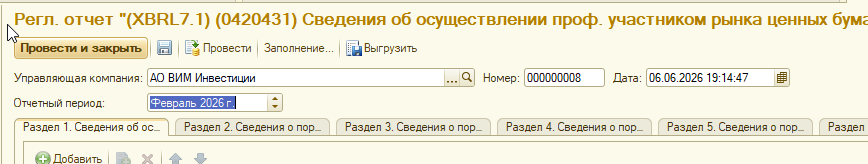 Регл. отчет "(XBRL7.1) (0420431) Сведения об осуществлении проф. участником рынка ценных бума
Провести и закрыть Провести Заполнение... Выгрузить
Управляющая компания: АО ВИМ Инвестиции ... Номер: 000000008 Дата: 06.06.2026 19:14:47
Отчетный период: Февраль 2026 г.
Раздел 1. Сведения об ос... Раздел 2. Сведения о пор... Раздел 3. Сведения о пор... Раздел 4. Сведения о пор... Раздел 5. Сведения о пор... Раздел
Добавить